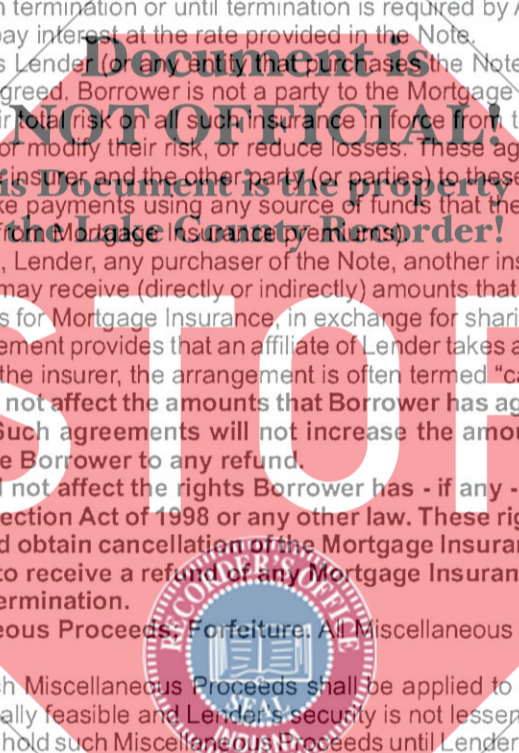 n termination or until termination is required by A
pay interest at the rate provided in the Note.
s Lender (or any entity that purchases the Note
Document is
greed. Borrower is not a party to the Mortgage
ir total risk on all such insurance in force from t
NOT OFFICIAL!
or modify their risk, or reduce losses. These ag
insurer and the other party (or parties) to these
is Document is the property
ke payments using any source of funds that the
from Mortgage Insurance premiums).
the Lake County Recorder!
, Lender, any purchaser of the Note, another ins
may receive (directly or indirectly) amounts that
s for Mortgage Insurance, in exchange for shari
ement provides that an affiliate of Lender takes a
the insurer, the arrangement is often termed “ca
STOP
not affect the amounts that Borrower has ag
Such agreements will not increase the amou
e Borrower to any refund.
not affect the rights Borrower has - if any -
ection Act of 1998 or any other law. These rig
d obtain cancellation of the Mortgage Insuran
to receive a refund of any Mortgage Insuran
ermination.
eous Proceeds; Forfeiture. All Miscellaneous
RECORDER'S OFFICE
SEAL
INDIANA
h Miscellaneous Proceeds shall be applied to
ally feasible and Lender's security is not lessen
hold such Miscellaneous Proceeds until Lender